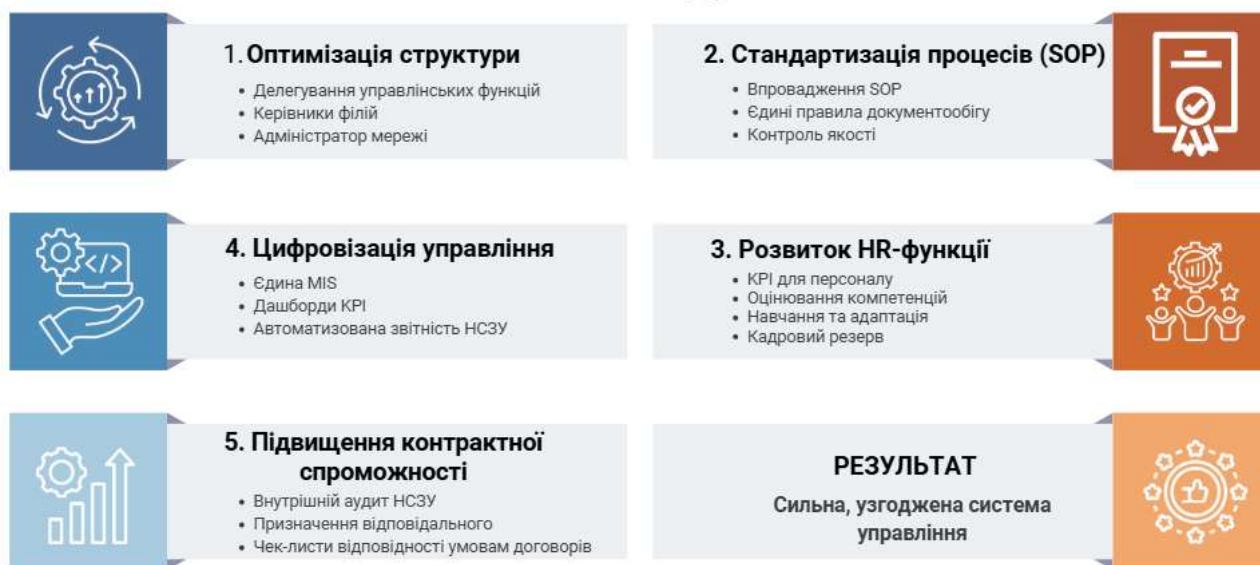 1. Оптимізація структури
• Делегування управлінських функцій
• Керівники філій
• Адміністратор мережі
2. Стандартизація процесів (SOP)
• Впровадження SOP
• Єдині правила документообігу
• Контроль якості
4. Цифровізація управління
• Єдина MIS
• Дашборди KPI
• Автоматизована звітність НСЗУ
3. Розвиток HR-функції
• KPI для персоналу
• Оцінювання компетенцій
• Навчання та адаптація
• Кадровий резерв
5. Підвищення контрактної
спроможності
• Внутрішній аудит НСЗУ
• Призначення відповідального
• Чек-листи відповідності умовам договорів
РЕЗУЛЬТАТ
Сильна, узгоджена система
управління